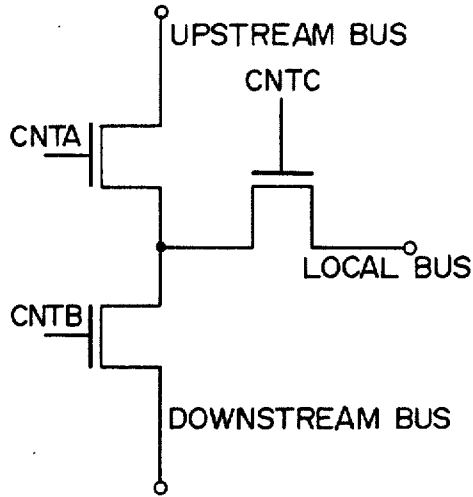 UPSTREAM BUS
CNTC
CNTA
LOCAL BUS
CNTB
DOWNSTREAM BUS